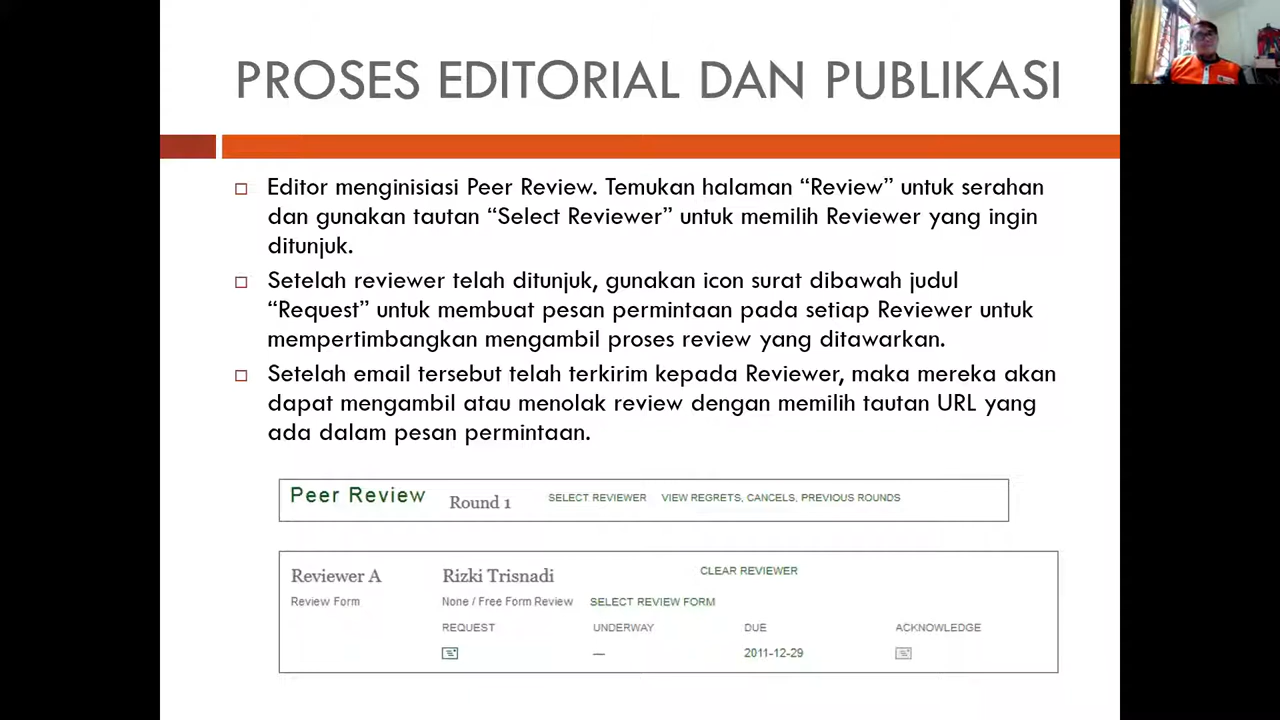 PROSES EDITORIAL DAN PUBLIKASI
Editor menginisiasi Peer Review. Temukan halaman “Review” untuk serahan
dan gunakan tautan “Select Reviewer” untuk memilih Reviewer yang ingin
ditunjuk.
Setelah reviewer telah ditunjuk, gunakan icon surat dibawah judul
“Request” untuk membuat pesan permintaan pada setiap Reviewer untuk
mempertimbangkan mengambil proses review yang ditawarkan.
Setelah email tersebut telah terkirim kepada Reviewer, maka mereka akan
dapat mengambil atau menolak review dengan memilih tautan URL yang
ada dalam pesan permintaan.
Peer Review Round 1 SELECT REVIEWER VIEW REGRETS, CANCELS, PREVIOUS ROUNDS
Reviewer A Rizki Trisnadi CLEAR REVIEWER
Review Form None / Free Form Review SELECT REVIEW FORM
REQUEST UNDERWAY DUE ACKNOWLEDGE
— 2011-12-29